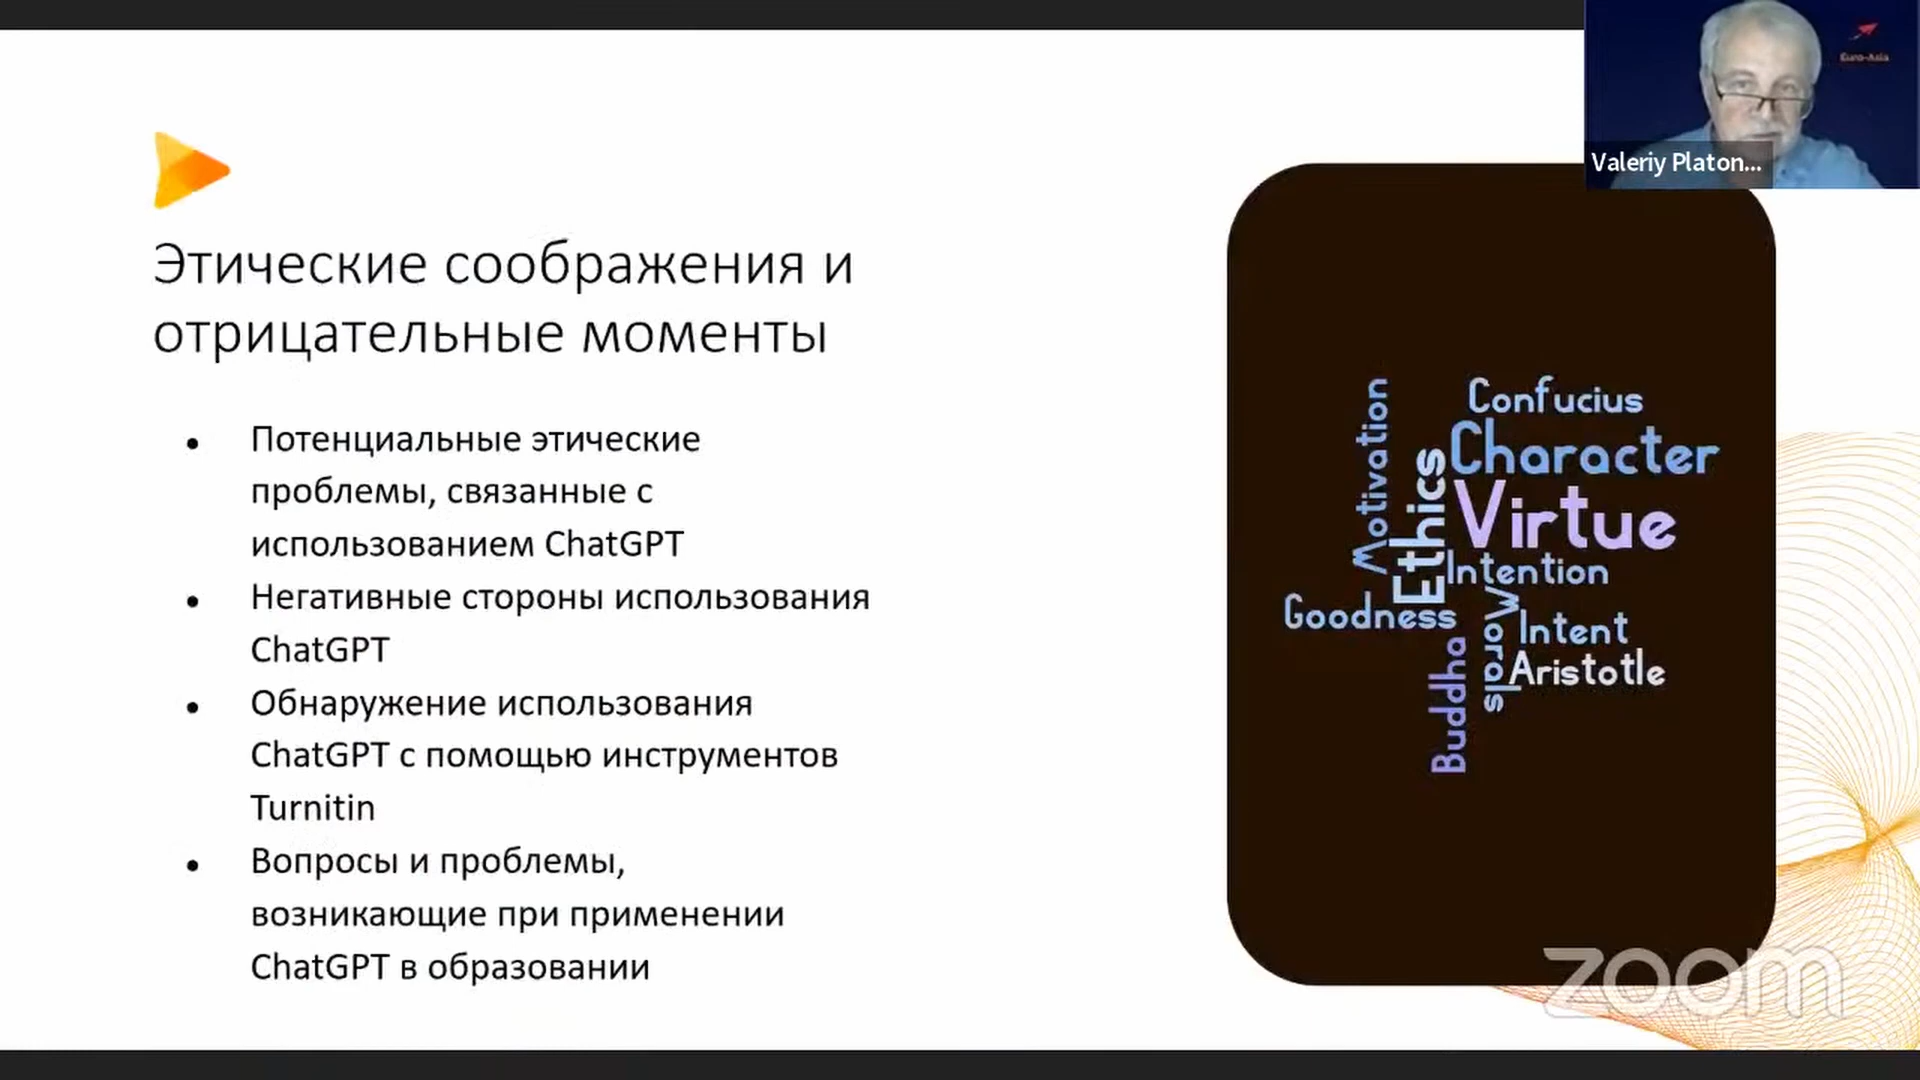 Euro-Asia
Valeriy Platon...
Этические соображения и
отрицательные моменты
Потенциальные этические
проблемы, связанные с
использованием ChatGPT
Негативные стороны использования
ChatGPT
Обнаружение использования
ChatGPT с помощью инструментов
Turnitin
Вопросы и проблемы,
возникающие при применении
ChatGPT в образовании
Motivation
Confucius
Character
Ethics
Virtue
Intention
Goodness
Morals
Intent
Aristotle
Buddha
zoom